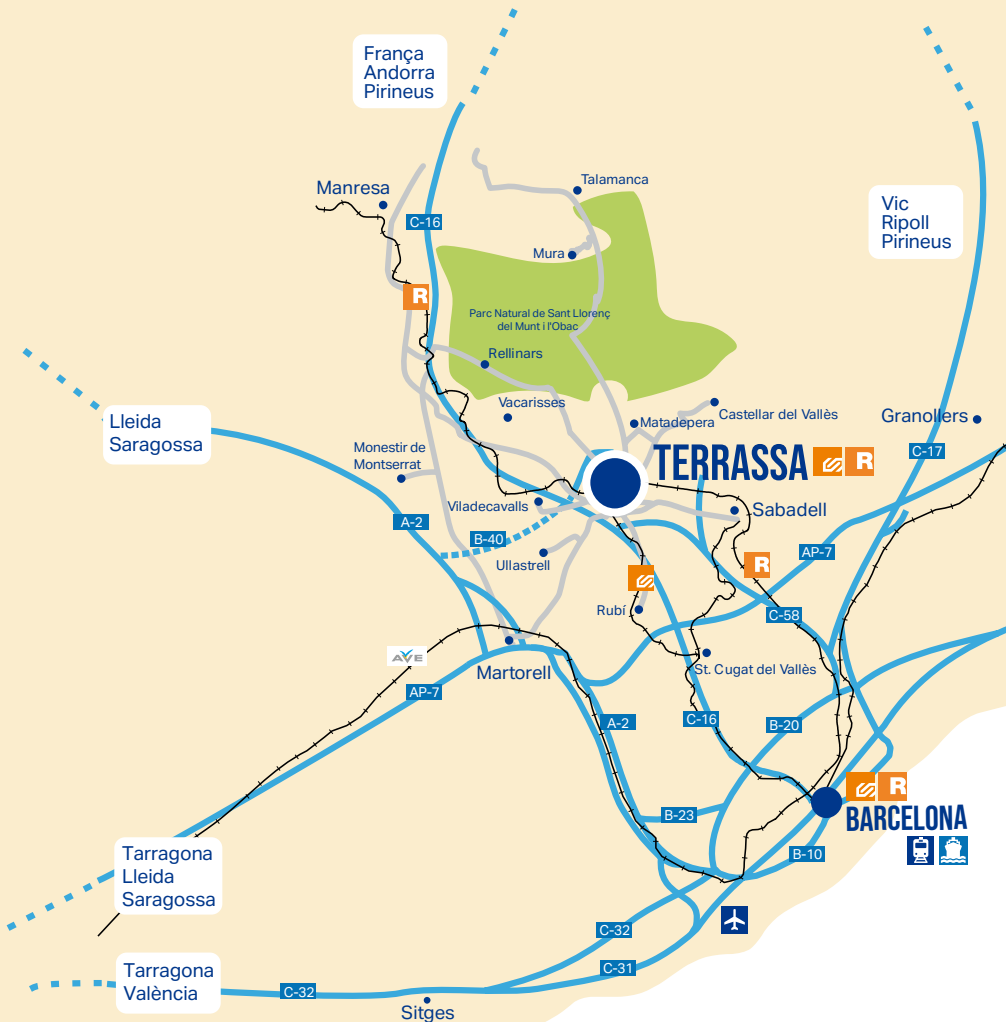 França
Andorra
Pirineus
Talamanca
Manresa
Vic
Ripoll
Pirineus
C-16
Mura
R
Parc Natural de Sant Llorenç
del Munt i l'Obac
Rellinars
Vacarisses
Castellar del Vallès
Matadepera
Granollers
Lleida
Saragossa
Monestir de
Montserrat
C-17
TERRASSA
R
Viladecavalls
Sabadell
A-2
B-40
AP-7
Ullastrell
R
Rubí
C-58
AVE
Martorell
St. Cugat del Vallès
AP-7
A-2
C-16
B-20
R
B-23
BARCELONA
B-10
Tarragona
Lleida
Saragossa
C-32
C-31
Tarragona
València
C-32
Sitges